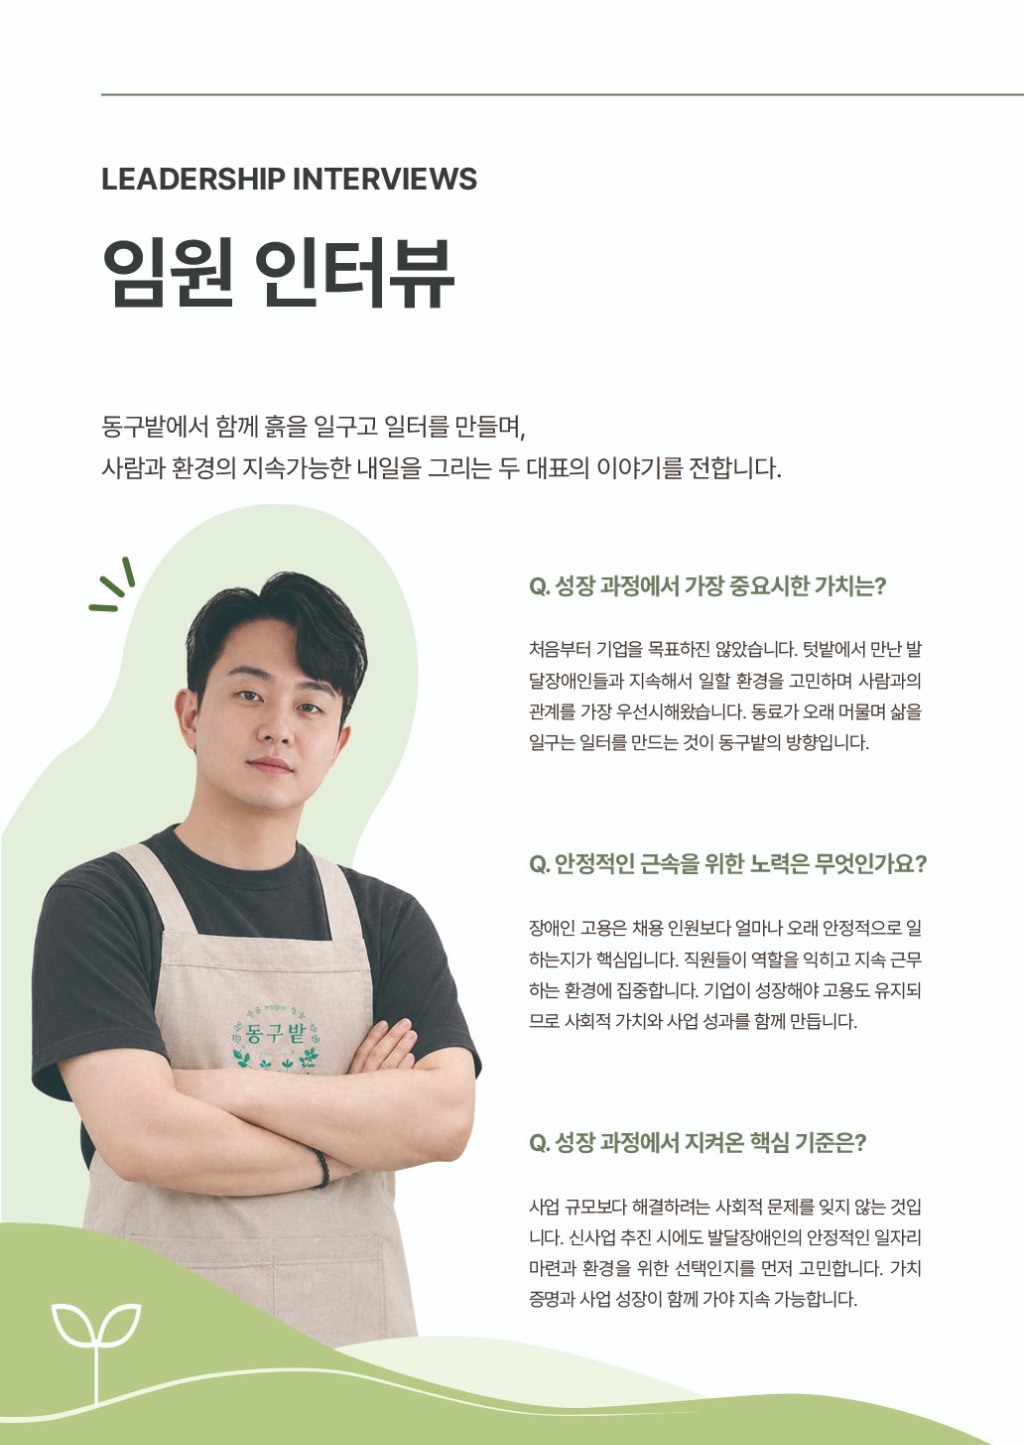 LEADERSHIP INTERVIEWS
임원 인터뷰
동구밭에서 함께 흙을 일구고 일터를 만들며,
사람과 환경의 지속가능한 내일을 그리는 두 대표의 이야기를 전합니다.
Q. 성장 과정에서 가장 중요시한 가치는?
처음부터 기업을 목표하진 않았습니다. 텃밭에서 만난 발
달장애인들과 지속해서 일할 환경을 고민하며 사람과의
관계를 가장 우선시해왔습니다. 동료가 오래 머물며 삶을
일구는 일터를 만드는 것이 동구밭의 방향입니다.
Q. 안정적인 근속을 위한 노력은 무엇인가요?
장애인 고용은 채용 인원보다 얼마나 오래 안정적으로 일
하는지가 핵심입니다. 직원들이 역할을 익히고 지속 근무
하는 환경에 집중합니다. 기업이 성장해야 고용도 유지되
므로 사회적 가치와 사업 성과를 함께 만듭니다.
Q. 성장 과정에서 지켜온 핵심 기준은?
사업 규모보다 해결하려는 사회적 문제를 잊지 않는 것입
니다. 신사업 추진 시에도 발달장애인의 안정적인 일자리
마련과 환경을 위한 선택인지를 먼저 고민합니다. 가치
증명과 사업 성장이 함께 가야 지속 가능합니다.
동구밭